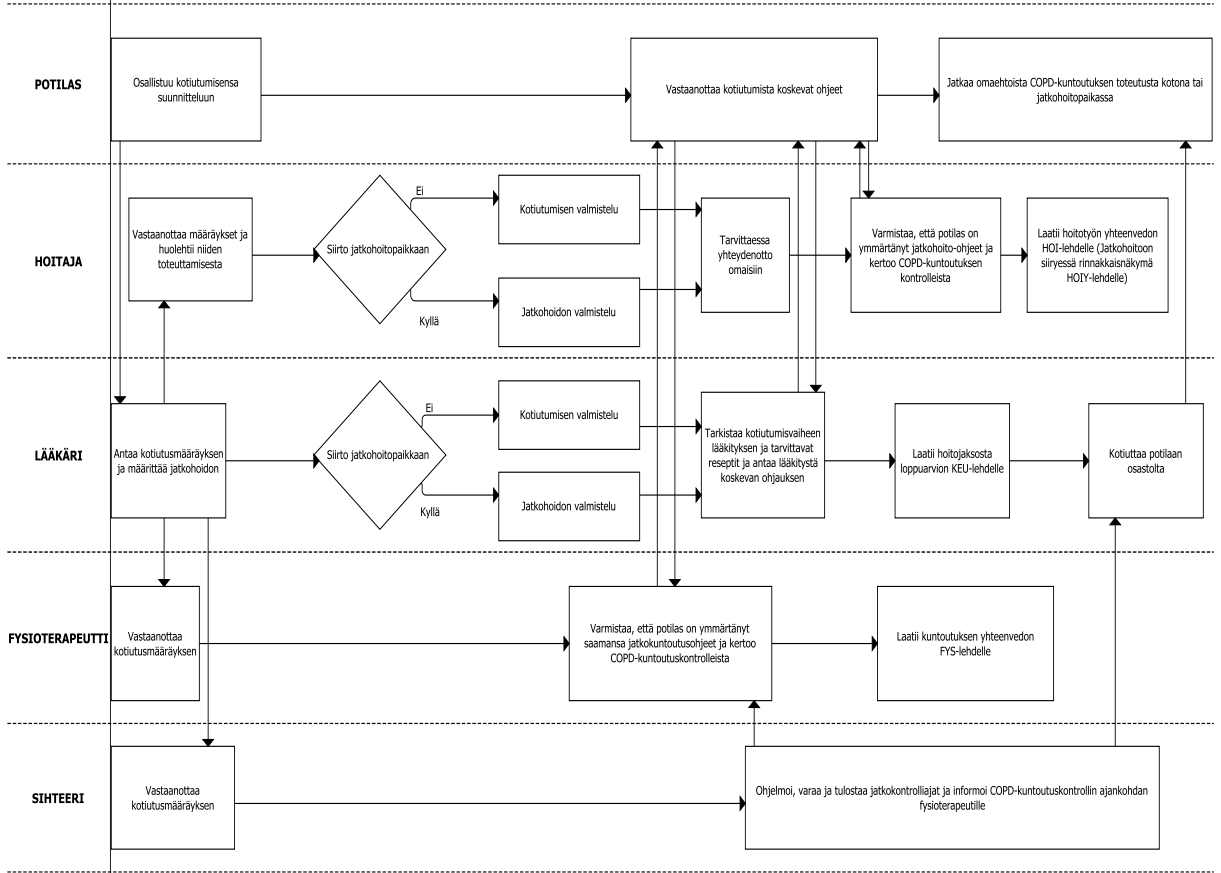 POTILAS
Osallistuu kotiutumisensa
suunnitteluun
Vastaanottaa kotiutumista koskevat ohjeet
Jatkaa omaehtoista COPD-kuntoutuksen toteutusta kotona tai
jatkohoitopaikassa
HOITAJA
Vastaanottaa määräykset ja
huolehtii niiden
toteuttamisesta
Siirto jatkohoitopaikkaan
Ei
Kyllä
Kotiutumisen valmistelu
Jatkohoidon valmistelu
Tarvittaessa
yhteydenotto
omaisiin
Varmistaa, että potilas on
ymmärtänyt jatkohoito-ohjeet ja
kertoo COPD-kuntoutuksen
kontrolleista
Laatii hoitotyön yhteenvedon
HOI-lehdelle (Jatkohoitoon
siiryessä rinnakkaisnäkymä
HOIY-lehdelle)
LÄÄKÄRI
Antaa kotiutusmääräyksen
ja määrittää jatkohoidon
Siirto jatkohoitopaikkaan
Ei
Kyllä
Kotiutumisen valmistelu
Jatkohoidon valmistelu
Tarkistaa kotiutumisvaiheen
lääkityksen ja tarvittavat
reseptit ja antaa lääkitystä
koskevan ohjauksen
Laatii hoitojaksosta
loppuarvion KEU-lehdelle
Kotiuttaa potilaan
osastolta
FYSIOTERAPEUTTI
Vastaanottaa
kotiutusmääräyksen
Varmistaa, että potilas on ymmärtänyt
saamansa jatkokuntoutusohjeet ja kertoo
COPD-kuntoutuskontrolleista
Laatii kuntoutuksen yhteenvedon
FYS-lehdelle
SIHTEERI
Vastaanottaa
kotiutusmääräyksen
Ohjelmoi, varaa ja tulostaa jatkokontrolliajat ja informoi COPD-kuntoutuskontrollin ajankohdan
fysioterapeutille